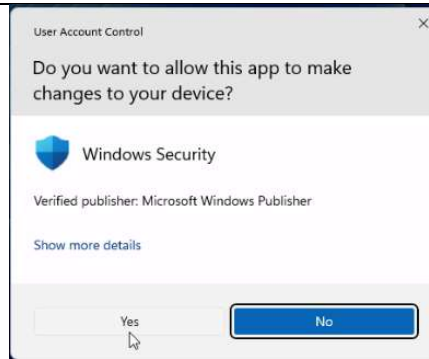 User Account Control
Do you want to allow this app to make
changes to your device?
Windows Security
Verified publisher: Microsoft Windows Publisher
Show more details
Yes
No